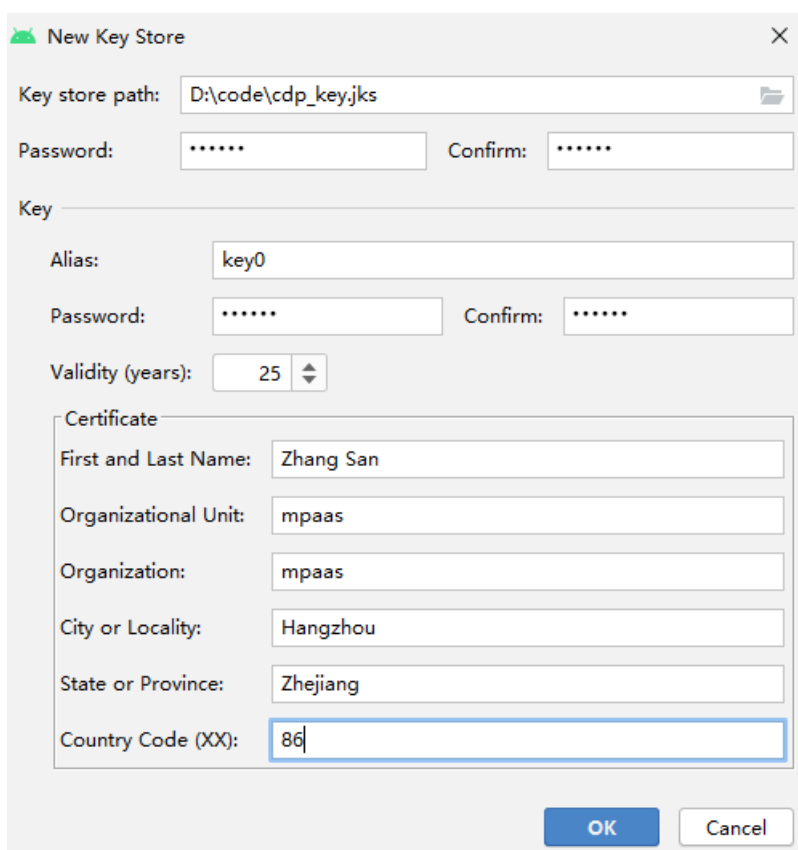 New Key Store
Key store path: D:\code\cdp_key.jks
Password: •••••• Confirm: ••••••
Key
Alias: key0
Password: •••••• Confirm: ••••••
Validity (years): 25
Certificate
First and Last Name: Zhang San
Organizational Unit: mpaas
Organization: mpaas
City or Locality: Hangzhou
State or Province: Zhejiang
Country Code (XX): 86
OK Cancel